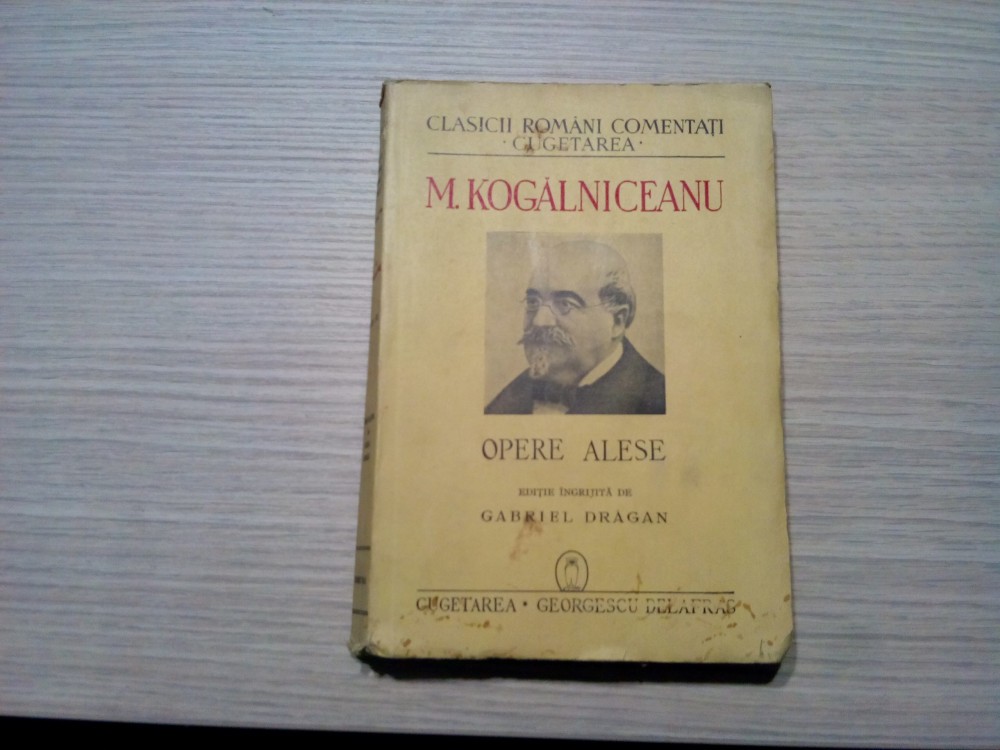 CLASICII ROMÂNI COMENTAȚI
· CUGETAREA ·
M. KOGĂLNICEANU
OPERE ALESE
EDIȚIE ÎNGRIJITĂ DE
GABRIEL DRĂGAN
CUGETAREA • GEORGESCU DELAFRAS